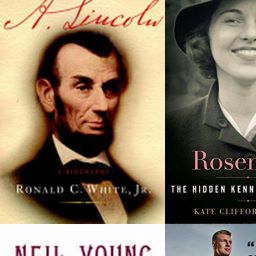 A. Lincoln
A BIOGRAPHY
RONALD C. WHITE, JR.
Rosem
THE HIDDEN KENN
KATE CLIFFOR
NEIL YOUNG
“